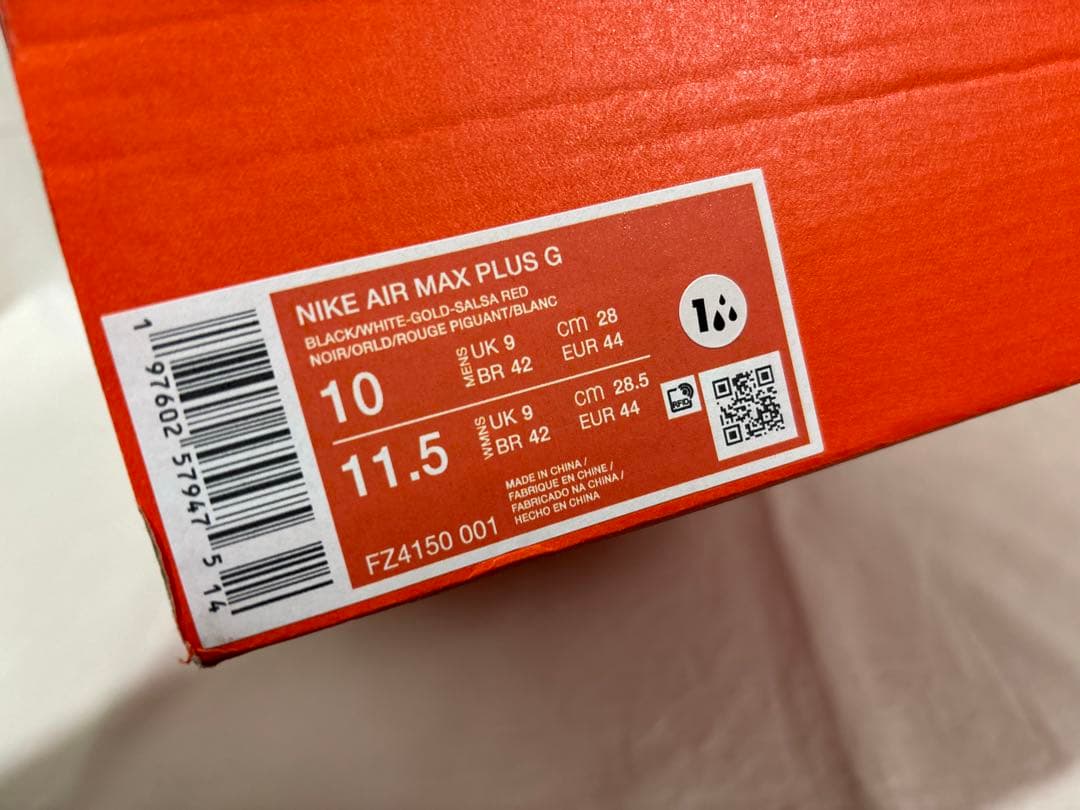 NIKE AIR MAX PLUS G
BLACK/WHITE-GOLD-SALSA RED
NOIR/ORLD/ROUGE PIGUANT/BLANC
10
MENS
UK 9
cm 28
BR 42
EUR 44
11.5
WMNS
UK 9
cm 28.5
BR 42
EUR 44
1
RFID
MADE IN CHINA /
FABRIQUE EN CHINE /
FABRICADO NA CHINA /
HECHO EN CHINA
FZ4150 001
1 97602 57947 5 14